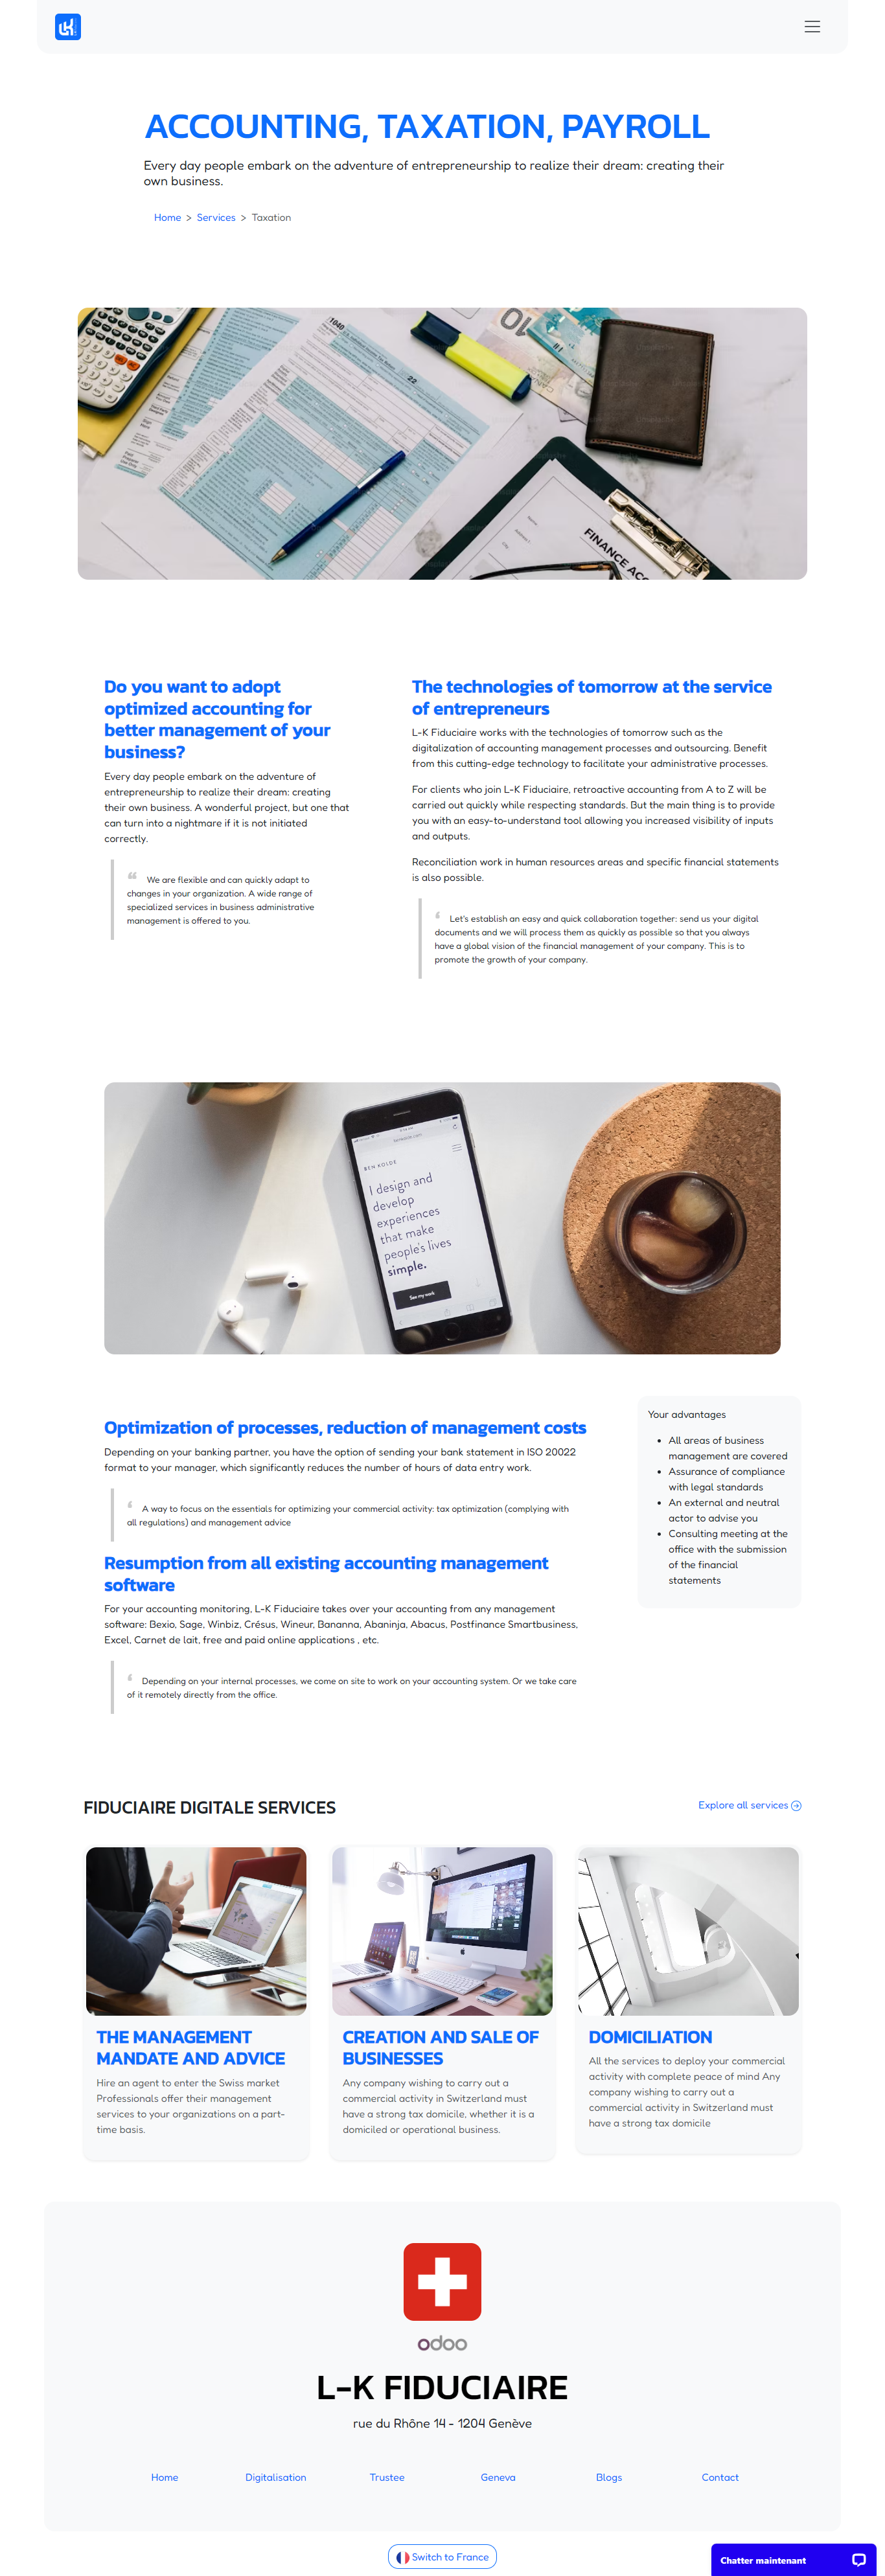 LK
ACCOUNTING, TAXATION, PAYROLL
Every day people embark on the adventure of entrepreneurship to realize their dream: creating their
own business.
Home > Services > Taxation
1040
22
10
FINANCE ACC
Do you want to adopt
optimized accounting for
better management of your
business?
Every day people embark on the adventure of
entrepreneurship to realize their dream: creating
their own business. A wonderful project, but one that
can turn into a nightmare if it is not initiated
correctly.
“ We are flexible and can quickly adapt to
changes in your organization. A wide range of
specialized services in business administrative
management is offered to you.
The technologies of tomorrow at the service
of entrepreneurs
L-K Fiduciaire works with the technologies of tomorrow such as the
digitalization of accounting management processes and outsourcing. Benefit
from this cutting-edge technology to facilitate your administrative processes.
For clients who join L-K Fiduciaire, retroactive accounting from A to Z will be
carried out quickly while respecting standards. But the main thing is to provide
you with an easy-to-understand tool allowing you increased visibility of inputs
and outputs.
Reconciliation work in human resources areas and specific financial statements
is also possible.
‘ Let's establish an easy and quick collaboration together: send us your digital
documents and we will process them as quickly as possible so that you always
have a global vision of the financial management of your company. This is to
promote the growth of your company.
BEN KOLDE
I design and
develop
experiences
that make
people's lives
simple.
See my work
Optimization of processes, reduction of management costs
Depending on your banking partner, you have the option of sending your bank statement in ISO 20022
format to your manager, which significantly reduces the number of hours of data entry work.
‘ A way to focus on the essentials for optimizing your commercial activity: tax optimization (complying with
all regulations) and management advice
Resumption from all existing accounting management
software
For your accounting monitoring, L-K Fiduciaire takes over your accounting from any management
software: Bexio, Sage, Winbiz, Crésus, Wineur, Bananna, Abaninja, Abacus, Postfinance Smartbusiness,
Excel, Carnet de lait, free and paid online applications , etc.
‘ Depending on your internal processes, we come on site to work on your accounting system. Or we take care
of it remotely directly from the office.
Your advantages
• All areas of business
management are covered
• Assurance of compliance
with legal standards
• An external and neutral
actor to advise you
• Consulting meeting at the
office with the submission
of the financial
statements
FIDUCIAIRE DIGITALE SERVICES
Explore all services
THE MANAGEMENT
MANDATE AND ADVICE
Hire an agent to enter the Swiss market
Professionals offer their management
services to your organizations on a part-
time basis.
CREATION AND SALE OF
BUSINESSES
Any company wishing to carry out a
commercial activity in Switzerland must
have a strong tax domicile, whether it is a
domiciled or operational business.
DOMICILIATION
All the services to deploy your commercial
activity with complete peace of mind Any
company wishing to carry out a
commercial activity in Switzerland must
have a strong tax domicile
odoo
L-K FIDUCIAIRE
rue du Rhône 14 - 1204 Genève
Home Digitalisation Trustee Geneva Blogs Contact
Switch to France
Chatter maintenant